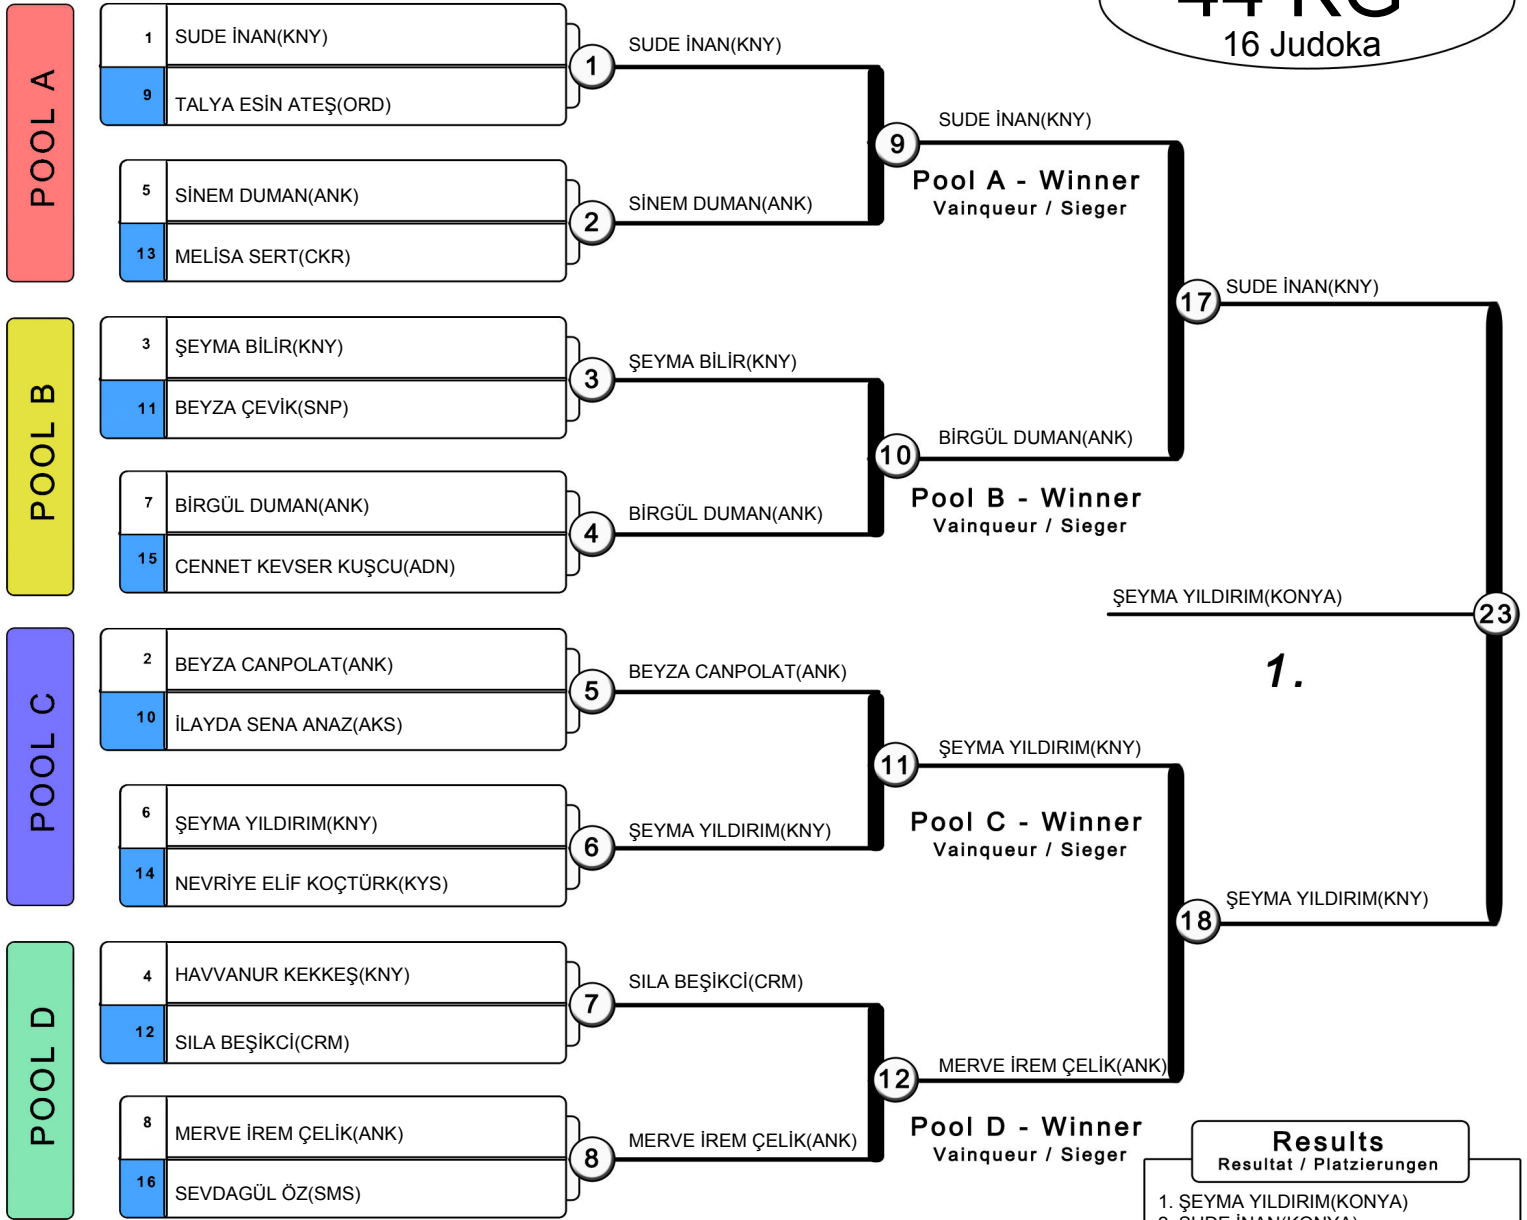 44 KG
16 Judoka
POOL A
1 SUDE İNAN(KNY)
9 TALYA ESİN ATEŞ(ORD)
5 SİNEM DUMAN(ANK)
13 MELİSA SERT(CKR)
1 SUDE İNAN(KNY)
2 SİNEM DUMAN(ANK)
9 SUDE İNAN(KNY)
Pool A - Winner
Vainqueur / Sieger
POOL B
3 ŞEYMA BİLİR(KNY)
11 BEYZA ÇEVİK(SNP)
7 BİRGÜL DUMAN(ANK)
15 CENNET KEVSER KUŞCU(ADN)
3 ŞEYMA BİLİR(KNY)
4 BİRGÜL DUMAN(ANK)
10 BİRGÜL DUMAN(ANK)
Pool B - Winner
Vainqueur / Sieger
17 SUDE İNAN(KNY)
POOL C
2 BEYZA CANPOLAT(ANK)
10 İLAYDA SENA ANAZ(AKS)
6 ŞEYMA YILDIRIM(KNY)
14 NEVRİYE ELİF KOÇTÜRK(KYS)
5 BEYZA CANPOLAT(ANK)
6 ŞEYMA YILDIRIM(KNY)
11 ŞEYMA YILDIRIM(KNY)
Pool C - Winner
Vainqueur / Sieger
POOL D
4 HAVVANUR KEKKEŞ(KNY)
12 SILA BEŞİKCİ(CRM)
8 MERVE İREM ÇELİK(ANK)
16 SEVDAGÜL ÖZ(SMS)
7 SILA BEŞİKCİ(CRM)
8 MERVE İREM ÇELİK(ANK)
12 MERVE İREM ÇELİK(ANK)
Pool D - Winner
Vainqueur / Sieger
18 ŞEYMA YILDIRIM(KNY)
ŞEYMA YILDIRIM(KONYA) 23
1.
Results
Resultat / Platzierungen
1. ŞEYMA YILDIRIM(KONYA)
2. SUDE İNAN(KONYA)